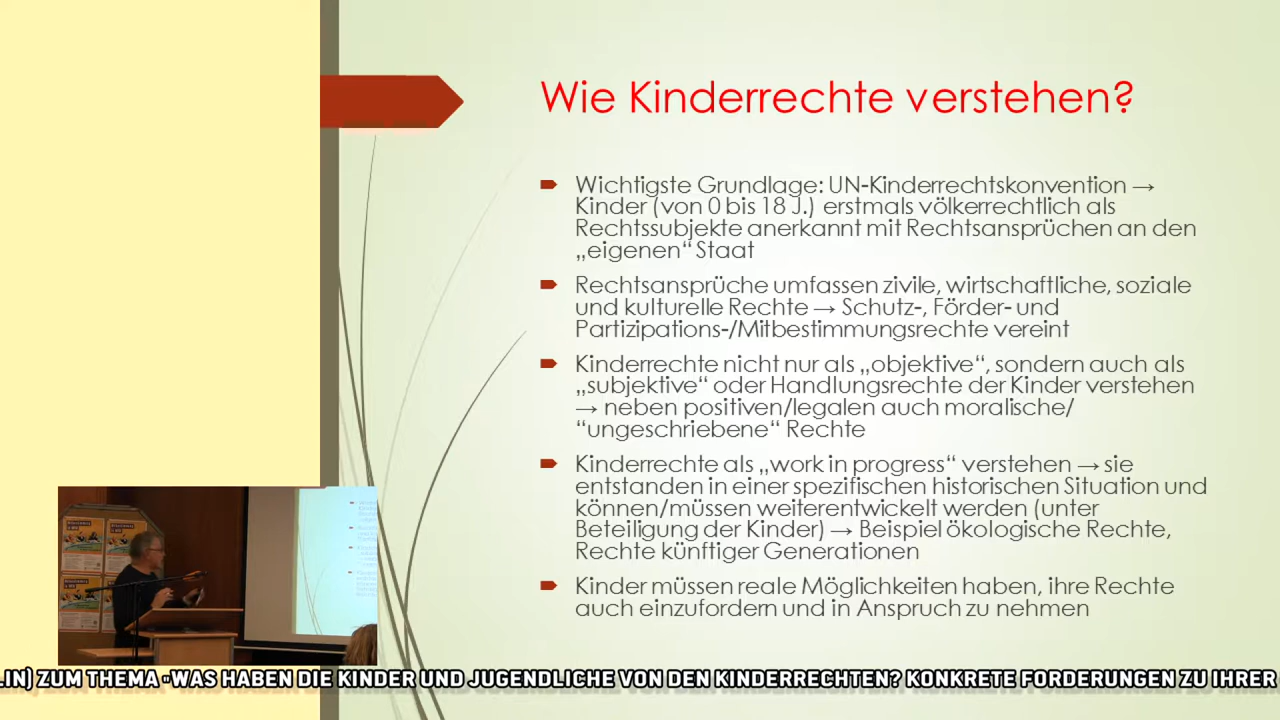 Wie Kinderrechte verstehen?
Wichtigste Grundlage: UN-Kinderrechtskonvention →
Kinder (von 0 bis 18 J.) erstmals völkerrechtlich als
Rechtssubjekte anerkannt mit Rechtsansprüchen an den
„eigenen“ Staat
Rechtsansprüche umfassen zivile, wirtschaftliche, soziale
und kulturelle Rechte → Schutz-, Förder- und
Partizipations-/Mitbestimmungsrechte vereint
Kinderrechte nicht nur als „objektive“, sondern auch als
„subjektive“ oder Handlungsrechte der Kinder verstehen
→ neben positiven/legalen auch moralische/
“ungeschriebene“ Rechte
Kinderrechte als „work in progress“ verstehen → sie
entstanden in einer spezifischen historischen Situation und
können/müssen weiterentwickelt werden (unter
Beteiligung der Kinder) → Beispiel ökologische Rechte,
Rechte künftiger Generationen
Kinder müssen reale Möglichkeiten haben, ihre Rechte
auch einzufordern und in Anspruch zu nehmen
.IN) ZUM THEMA «WAS HABEN DIE KINDER UND JUGENDLICHE VON DEN KINDERRECHTEN? KONKRETE FORDERUNGEN ZU IHRER